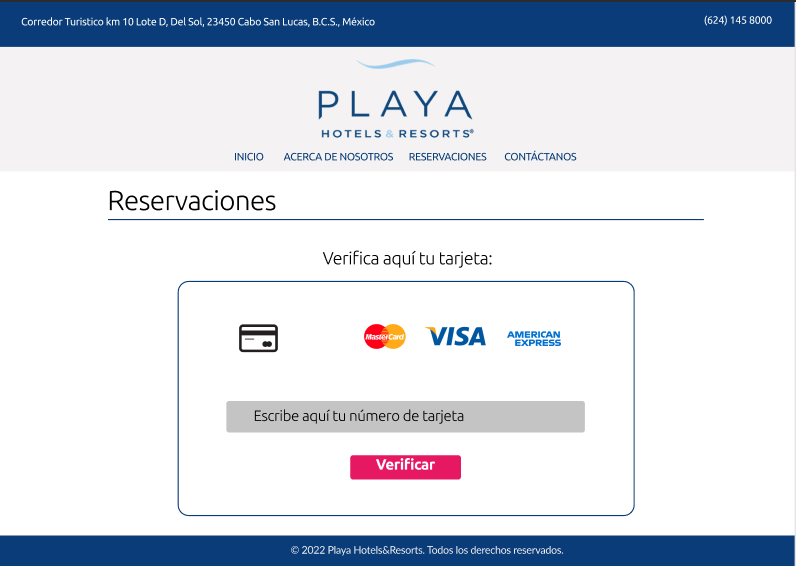 Corredor Turistico km 10 Lote D, Del Sol, 23450 Cabo San Lucas, B.C.S., México
(624) 145 8000
PLAYA
HOTELS & RESORTS®
INICIO ACERCA DE NOSOTROS RESERVACIONES CONTÁCTANOS
Reservaciones
Verifica aquí tu tarjeta:
MasterCard VISA AMERICAN EXPRESS
Escribe aquí tu número de tarjeta
Verificar
© 2022 Playa Hotels&Resorts. Todos los derechos reservados.